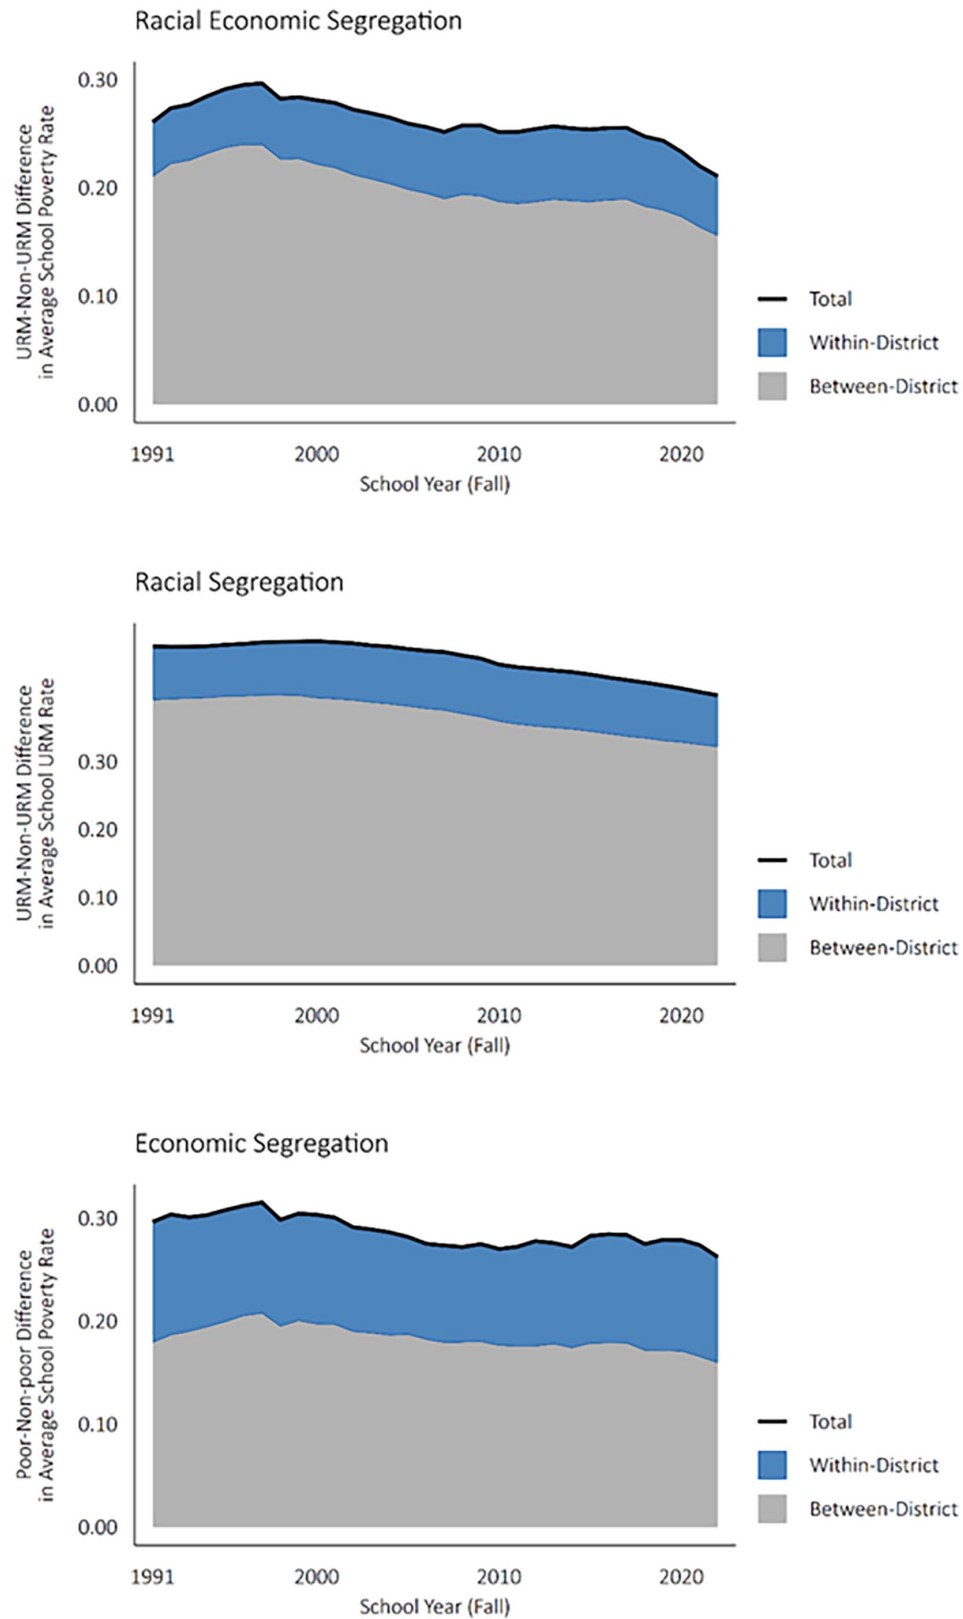 Racial Economic Segregation
URM-Non-URM Difference
in Average School Poverty Rate
0.30
0.20
0.10
0.00
1991
2000
2010
2020
School Year (Fall)
Total
Within-District
Between-District
Racial Segregation
URM-Non-URM Difference
in Average School URM Rate
0.30
0.20
0.10
0.00
1991
2000
2010
2020
School Year (Fall)
Total
Within-District
Between-District
Economic Segregation
Poor-Non-poor Difference
in Average School Poverty Rate
0.30
0.20
0.10
0.00
1991
2000
2010
2020
School Year (Fall)
Total
Within-District
Between-District